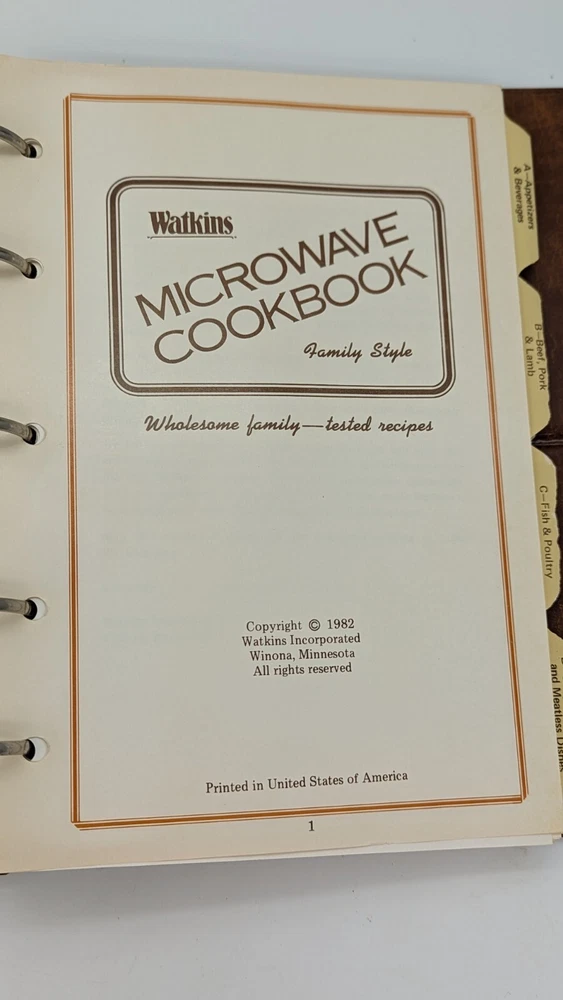 Watkins
MICROWAVE
COOKBOOK
Family Style
Wholesome family—tested recipes
Copyright © 1982
Watkins Incorporated
Winona, Minnesota
All rights reserved
Printed in United States of America
1
A—Appetizers
& Beverages
B—Beef, Pork
& Lamb
C—Fish & Poultry
and Meatless Dishes